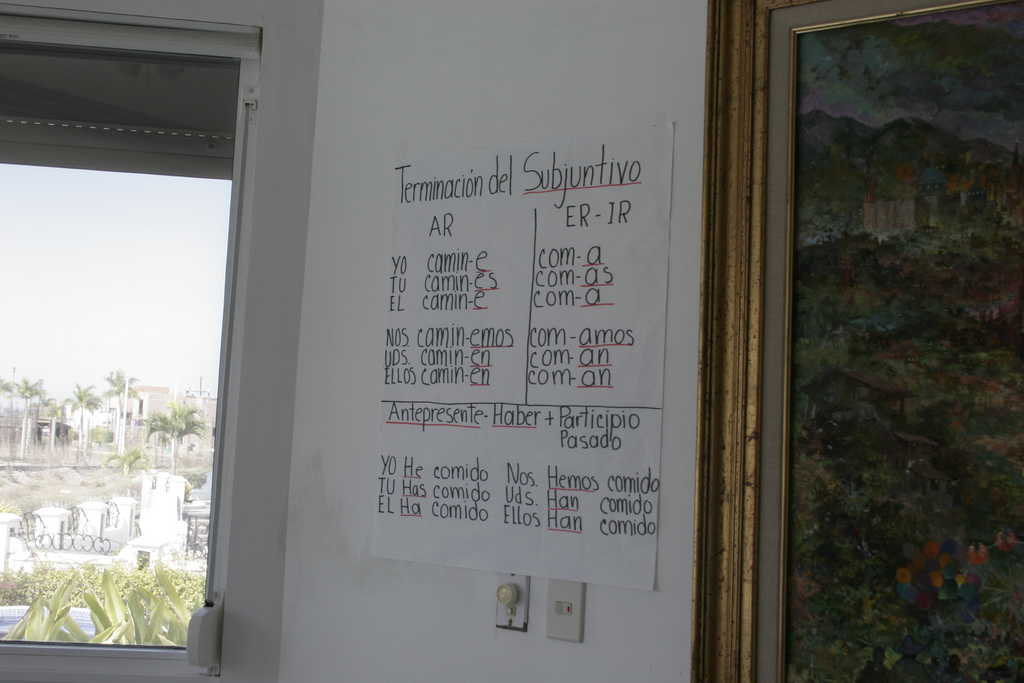 Terminación del Subjuntivo
AR ER-IR
YO camin-e com-a
TU camin-es com-as
EL camin-e com-a
NOS camin-emos com-amos
UDS. camin-en com-an
ELLOS camin-en com-an
Antepresente-Haber + Participio
Pasado
YO He comido Nos. Hemos comido
TU Has comido Uds. Han comido
EL Ha comido Ellos Han comido